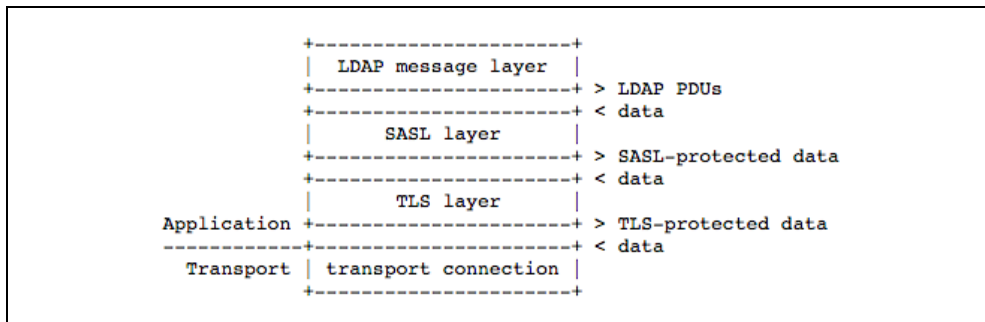 +----------------------+
| LDAP message layer |
+----------------------+ > LDAP PDUs
+----------------------+ < data
| SASL layer |
+----------------------+ > SASL-protected data
+----------------------+ < data
| TLS layer |
Application +----------------------+ > TLS-protected data
------------+----------------------+ < data
Transport | transport connection |
+----------------------+